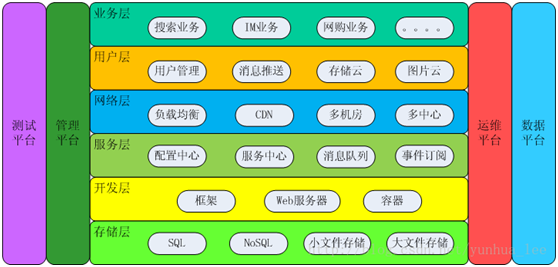 业务层
搜索业务 IM业务 网购业务 。。。。
用户层
用户管理 消息推送 存储云 图片云
网络层
负载均衡 CDN 多机房 多中心
服务层
配置中心 服务中心 消息队列 事件订阅
开发层
框架 Web服务器 容器
存储层
SQL NoSQL 小文件存储 大文件存储
测试
平台
管理
平台
运维
平台
数据
平台
yunhua_lee